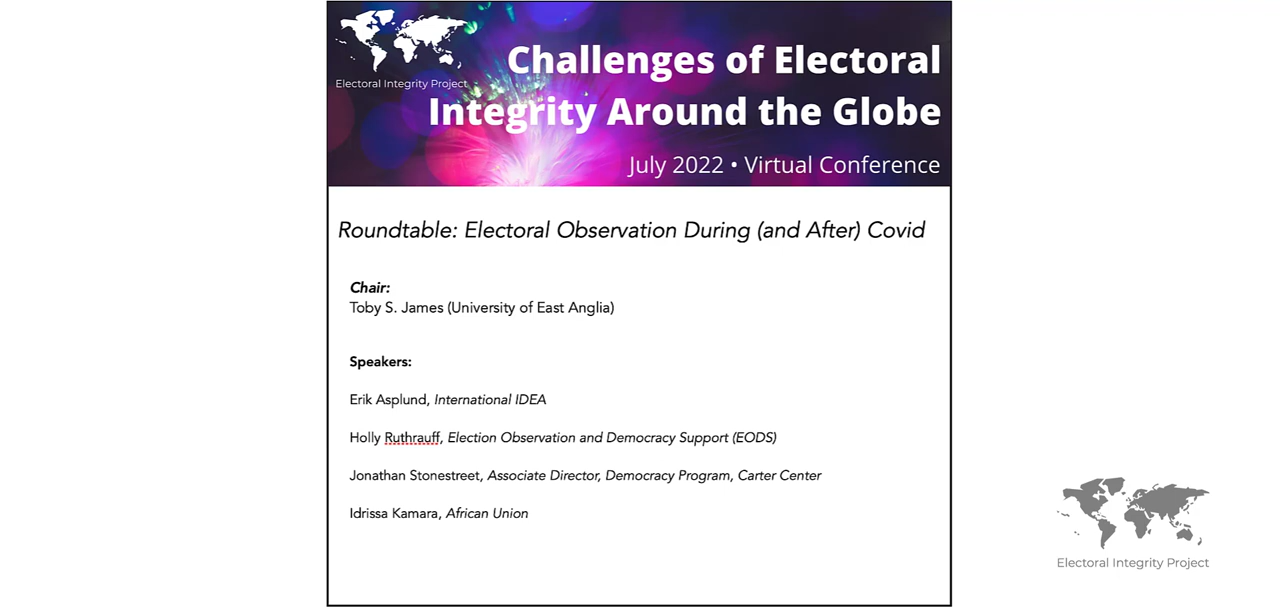 Electoral Integrity Project
Challenges of Electoral
Integrity Around the Globe
July 2022 • Virtual Conference
Roundtable: Electoral Observation During (and After) Covid
Chair:
Toby S. James (University of East Anglia)
Speakers:
Erik Asplund, International IDEA
Holly Ruthrauff, Election Observation and Democracy Support (EODS)
Jonathan Stonestreet, Associate Director, Democracy Program, Carter Center
Idrissa Kamara, African Union
Electoral Integrity Project